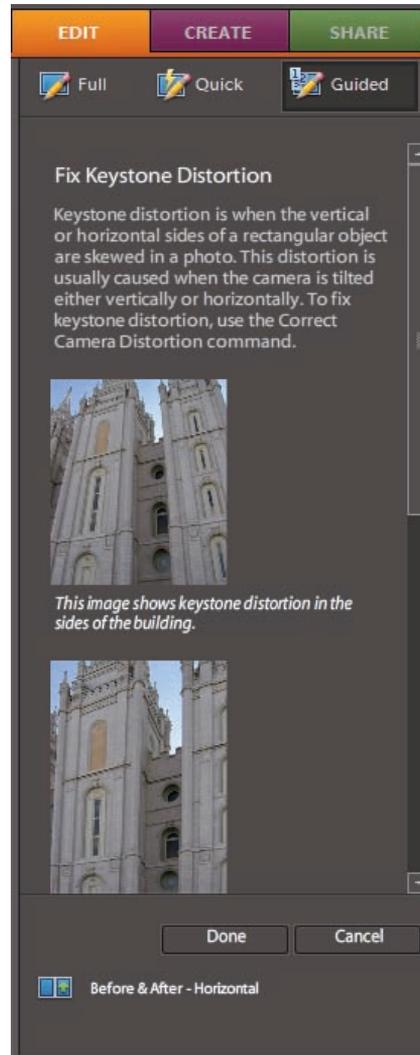 EDIT CREATE SHARE
Full Quick Guided
Fix Keystone Distortion
Keystone distortion is when the vertical
or horizontal sides of a rectangular object
are skewed in a photo. This distortion is
usually caused when the camera is tilted
either vertically or horizontally. To fix
keystone distortion, use the Correct
Camera Distortion command.
This image shows keystone distortion in the
sides of the building.
Done Cancel
Before & After - Horizontal